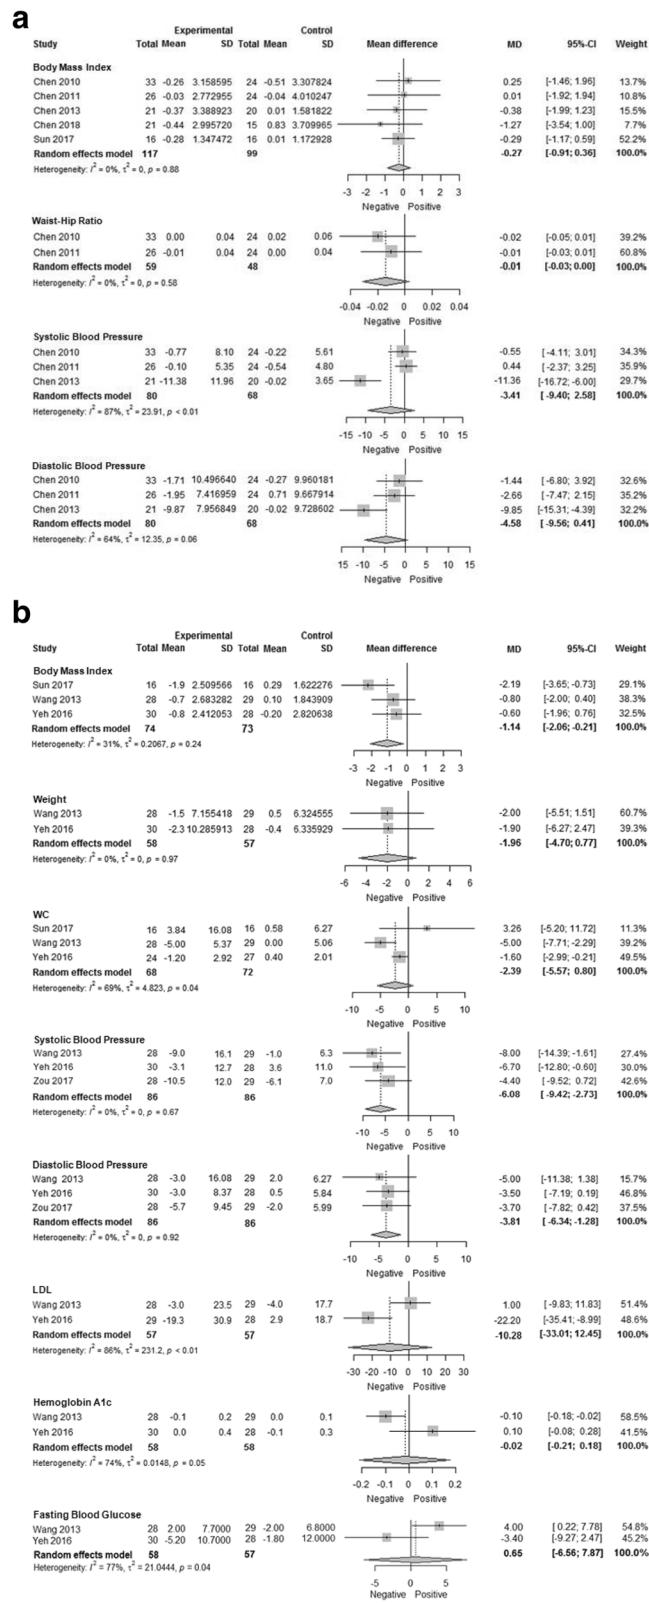 a
Experimental Control
Study Total Mean SD Total Mean SD Mean difference MD 95%-CI Weight
Body Mass Index
Chen 2010 33 -0.26 3.158595 24 -0.51 3.307824 0.25 [-1.46; 1.96] 13.7%
Chen 2011 26 -0.03 2.772955 24 -0.04 4.010247 0.01 [-1.92; 1.94] 10.8%
Chen 2013 21 -0.37 3.388923 20 0.01 1.581822 -0.38 [-1.99; 1.23] 15.5%
Chen 2018 21 -0.44 2.995720 15 0.83 3.709965 -1.27 [-3.54; 1.00] 7.7%
Sun 2017 16 -0.28 1.347472 16 0.01 1.172928 -0.29 [-1.17; 0.59] 52.2%
Random effects model 117 99 -0.27 [-0.91; 0.36] 100.0%
Heterogeneity: I² = 0%, τ² = 0, p = 0.88
-3 -2 -1 0 1 2 3
Negative Positive
Waist-Hip Ratio
Chen 2010 33 0.00 0.04 24 0.02 0.06 -0.02 [-0.05; 0.01] 39.2%
Chen 2011 26 -0.01 0.04 24 0.00 0.04 -0.01 [-0.03; 0.01] 60.8%
Random effects model 59 48 -0.01 [-0.03; 0.00] 100.0%
Heterogeneity: I² = 0%, τ² = 0, p = 0.58
-0.04 -0.02 0 0.02 0.04
Negative Positive
Systolic Blood Pressure
Chen 2010 33 -0.77 8.10 24 -0.22 5.61 -0.55 [-4.11; 3.01] 34.3%
Chen 2011 26 -0.10 5.35 24 -0.54 4.80 0.44 [-2.37; 3.25] 35.9%
Chen 2013 21 -11.38 11.96 20 -0.02 3.65 -11.36 [-16.72; -6.00] 29.7%
Random effects model 80 68 -3.41 [-9.40; 2.58] 100.0%
Heterogeneity: I² = 87%, τ² = 23.91, p < 0.01
-15 -10 -5 0 5 10 15
Negative Positive
Diastolic Blood Pressure
Chen 2010 33 -1.71 10.496640 24 -0.27 9.960181 -1.44 [-6.80; 3.92] 32.6%
Chen 2011 26 -1.95 7.416959 24 0.71 9.667914 -2.66 [-7.47; 2.15] 35.2%
Chen 2013 21 -9.87 7.956849 20 -0.02 9.728602 -9.85 [-15.31; -4.39] 32.2%
Random effects model 80 68 -4.58 [-9.56; 0.41] 100.0%
Heterogeneity: I² = 64%, τ² = 12.35, p = 0.06
15 -10 -5 0 5 10 15
Negative Positive
b
Experimental Control
Study Total Mean SD Total Mean SD Mean difference MD 95%-CI Weight
Body Mass Index
Sun 2017 16 -1.9 2.509566 16 0.29 1.622276 -2.19 [-3.65; -0.73] 29.1%
Wang 2013 28 -0.7 2.683282 29 0.10 1.843909 -0.80 [-2.00; 0.40] 38.3%
Yeh 2016 30 -0.8 2.412053 28 -0.20 2.820638 -0.60 [-1.96; 0.76] 32.5%
Random effects model 74 73 -1.14 [-2.06; -0.21] 100.0%
Heterogeneity: I² = 31%, τ² = 0.2067, p = 0.24
-3 -2 -1 0 1 2 3
Negative Positive
Weight
Wang 2013 28 -1.5 7.155418 29 0.5 6.324555 -2.00 [-5.51; 1.51] 60.7%
Yeh 2016 30 -2.3 10.285913 28 -0.4 6.335929 -1.90 [-6.27; 2.47] 39.3%
Random effects model 58 57 -1.96 [-4.70; 0.77] 100.0%
Heterogeneity: I² = 0%, τ² = 0, p = 0.97
-6 -4 -2 0 2 4 6
Negative Positive
WC
Sun 2017 16 3.84 16.08 16 0.58 6.27 3.26 [-5.20; 11.72] 11.3%
Wang 2013 28 -5.00 5.37 29 0.00 5.06 -5.00 [-7.71; -2.29] 39.2%
Yeh 2016 24 -1.20 2.92 27 0.40 2.01 -1.60 [-2.99; -0.21] 49.5%
Random effects model 68 72 -2.39 [-5.57; 0.80] 100.0%
Heterogeneity: I² = 69%, τ² = 4.823, p = 0.04
-10 -5 0 5 10
Negative Positive
Systolic Blood Pressure
Wang 2013 28 -9.0 16.1 29 -1.0 6.3 -8.00 [-14.39; -1.61] 27.4%
Yeh 2016 30 -3.1 12.7 28 3.6 11.0 -6.70 [-12.80; -0.60] 30.0%
Zou 2017 28 -10.5 12.0 29 -6.1 7.0 -4.40 [-9.52; 0.72] 42.6%
Random effects model 86 86 -6.08 [-9.42; -2.73] 100.0%
Heterogeneity: I² = 0%, τ² = 0, p = 0.67
-10 -5 0 5 10
Negative Positive
Diastolic Blood Pressure
Wang 2013 28 -3.0 16.08 29 2.0 6.27 -5.00 [-11.38; 1.38] 15.7%
Yeh 2016 30 -3.0 8.37 28 0.5 5.84 -3.50 [-7.19; 0.19] 46.8%
Zou 2017 28 -5.7 9.45 29 -2.0 5.99 -3.70 [-7.82; 0.42] 37.5%
Random effects model 86 86 -3.81 [-6.34; -1.28] 100.0%
Heterogeneity: I² = 0%, τ² = 0, p = 0.92
-10 -5 0 5 10
Negative Positive
LDL
Wang 2013 28 -3.0 23.5 29 -4.0 17.7 1.00 [-9.83; 11.83] 51.4%
Yeh 2016 29 -19.3 30.9 28 2.9 18.7 -22.20 [-35.41; -8.99] 48.6%
Random effects model 57 57 -10.28 [-33.01; 12.45] 100.0%
Heterogeneity: I² = 86%, τ² = 231.2, p < 0.01
-30 -20 -10 0 10 20 30
Negative Positive
Hemoglobin A1c
Wang 2013 28 -0.1 0.2 29 0.0 0.1 -0.10 [-0.18; -0.02] 58.5%
Yeh 2016 30 0.0 0.4 28 -0.1 0.3 0.10 [-0.08; 0.28] 41.5%
Random effects model 58 58 -0.02 [-0.21; 0.18] 100.0%
Heterogeneity: I² = 74%, τ² = 0.0148, p = 0.05
-0.2 -0.1 0 0.1 0.2
Negative Positive
Fasting Blood Glucose
Wang 2013 28 2.00 7.7000 29 -2.00 6.8000 4.00 [ 0.22; 7.78] 54.8%
Yeh 2016 30 -5.20 10.7000 28 -1.80 12.0000 -3.40 [-9.27; 2.47] 45.2%
Random effects model 58 57 0.65 [-6.56; 7.87] 100.0%
Heterogeneity: I² = 77%, τ² = 21.0444, p = 0.04
-5 0 5
Negative Positive